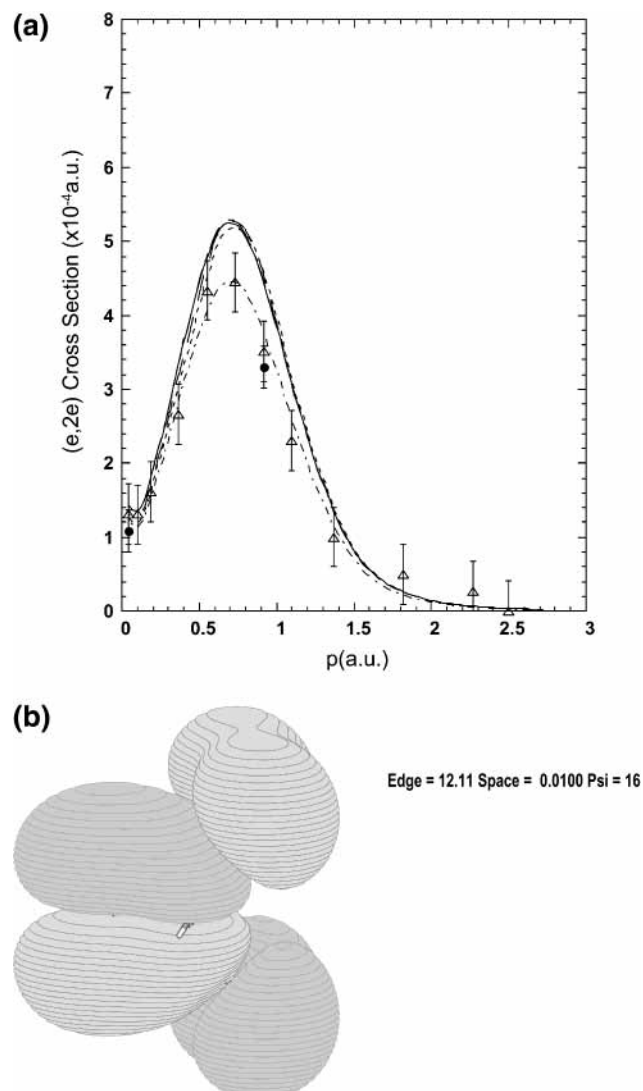 (a)
8
7
6
5
4
3
2
1
0
(e,2e) Cross Section (x10⁻⁴a.u.)
0 0.5 1 1.5 2 2.5 3
p(a.u.)
(b)
Edge = 12.11 Space = 0.0100 Psi = 16